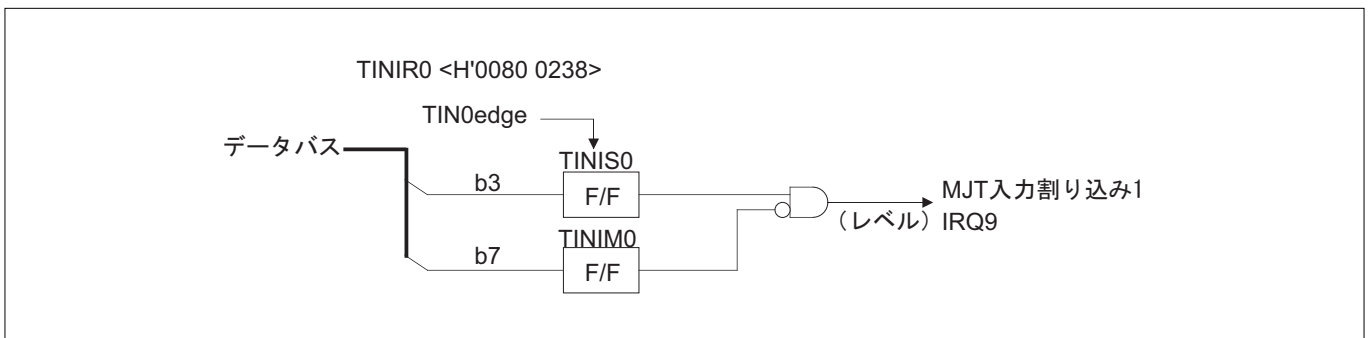 TINIR0 <H'0080 0238>
TIN0edge
データバス
TINIS0
b3
F/F
MJT入力割り込み1
(レベル) IRQ9
TINIM0
b7
F/F